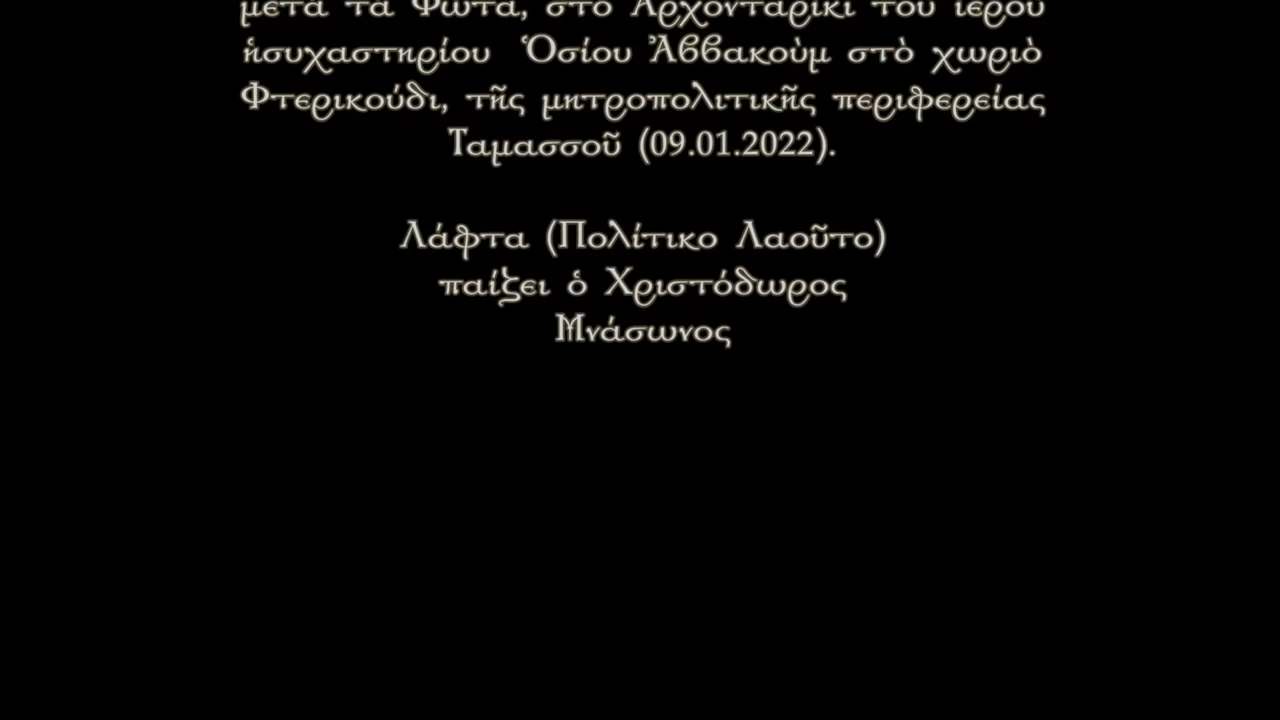 μετὰ τὰ Φῶτα, στὸ Ἀρχονταρίκι τοῦ ἱεροῦ
ἡσυχαστηρίου Ὁσίου Ἀββακοὺμ στὸ χωριὸ
Φτερικούδι, τῆς μητροπολιτικῆς περιφερείας
Ταμασσοῦ (09.01.2022).
Λάφτα (Πολίτικο Λαοῦτο)
παίζει ὁ Χριστόδωρος
Μνάσωνος